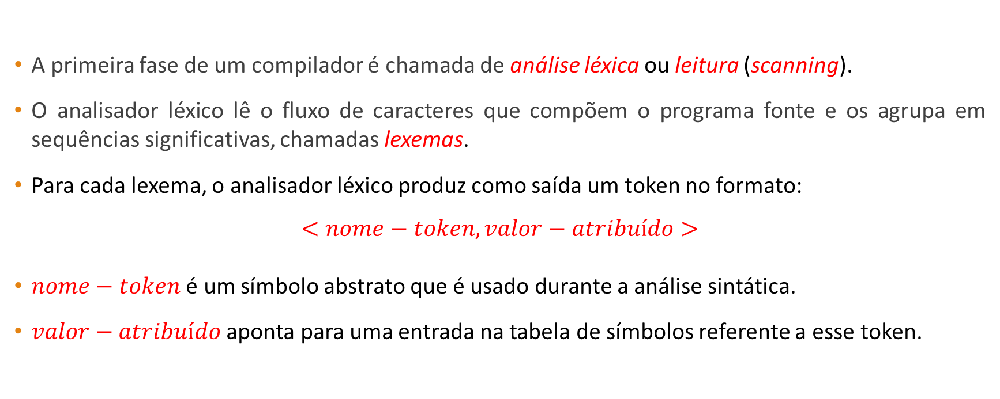 • A primeira fase de um compilador é chamada de análise léxica ou leitura (scanning).
• O analisador léxico lê o fluxo de caracteres que compõem o programa fonte e os agrupa em
sequências significativas, chamadas lexemas.
• Para cada lexema, o analisador léxico produz como saída um token no formato:
< nome − token, valor − atribuído >
• nome − token é um símbolo abstrato que é usado durante a análise sintática.
• valor − atribuído aponta para uma entrada na tabela de símbolos referente a esse token.